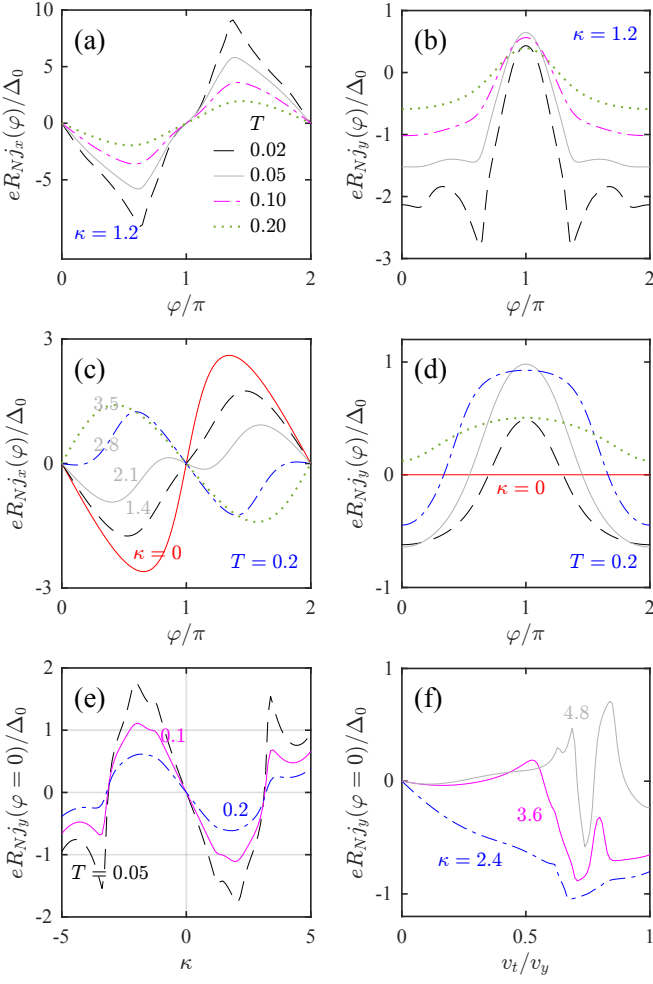 (a)
eR_N j_x(φ)/Δ_0
10
5
0
-5
T
0.02
0.05
0.10
0.20
κ = 1.2
0 1 2
φ/π
(b)
κ = 1.2
eR_N j_y(φ)/Δ_0
1
0
-1
-2
-3
0 1 2
φ/π
(c)
eR_N j_x(φ)/Δ_0
3
0
-3
3.5
2.8
2.1
1.4
κ = 0
T = 0.2
0 1 2
φ/π
(d)
eR_N j_y(φ)/Δ_0
1
0
-1
κ = 0
T = 0.2
0 1 2
φ/π
(e)
eR_N j_y(φ = 0)/Δ_0
2
1
0
-1
-2
0.1
0.2
T = 0.05
-5 0 5
κ
(f)
eR_N j_y(φ = 0)/Δ_0
1
0
-1
4.8
3.6
κ = 2.4
0 0.5 1
v_t/v_y